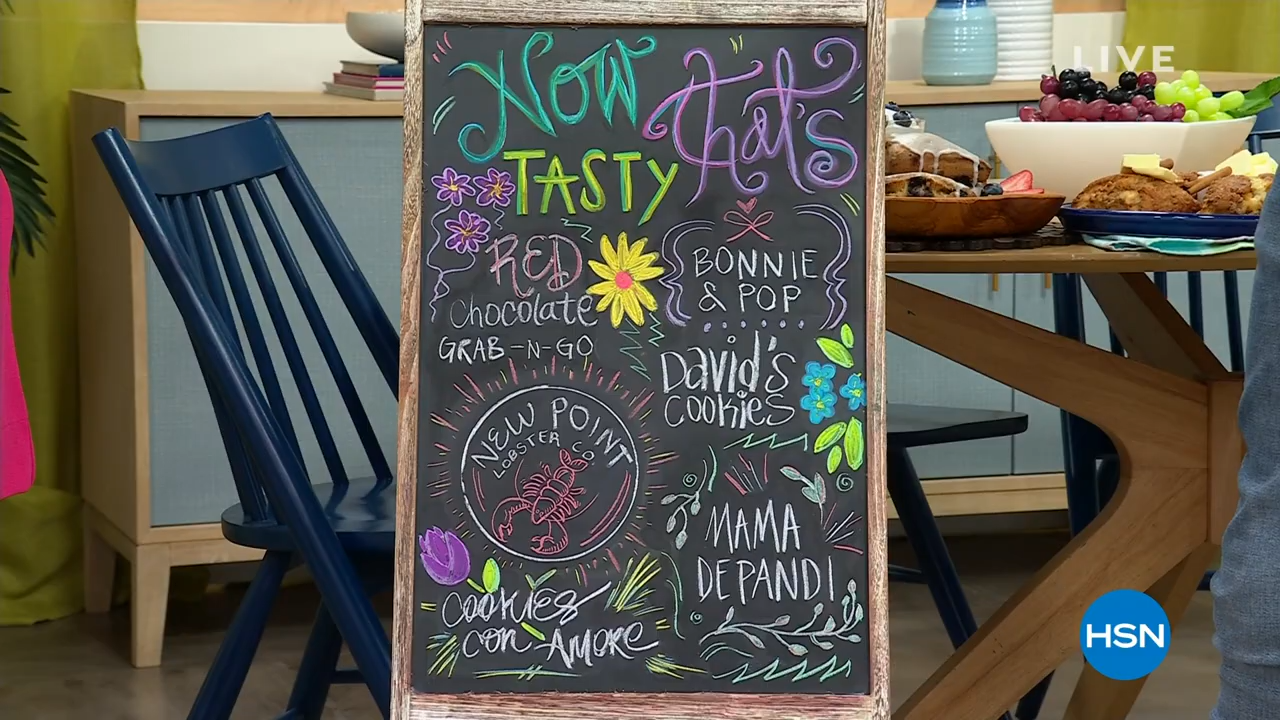 LIVE
Now That's
TASTY
RED
Chocolate
GRAB-N-GO
BONNIE
& POP
David's
cookies
NEW POINT
LOBSTER CO
MAMA
DEPANDI
cookies
con AMORE
HSN